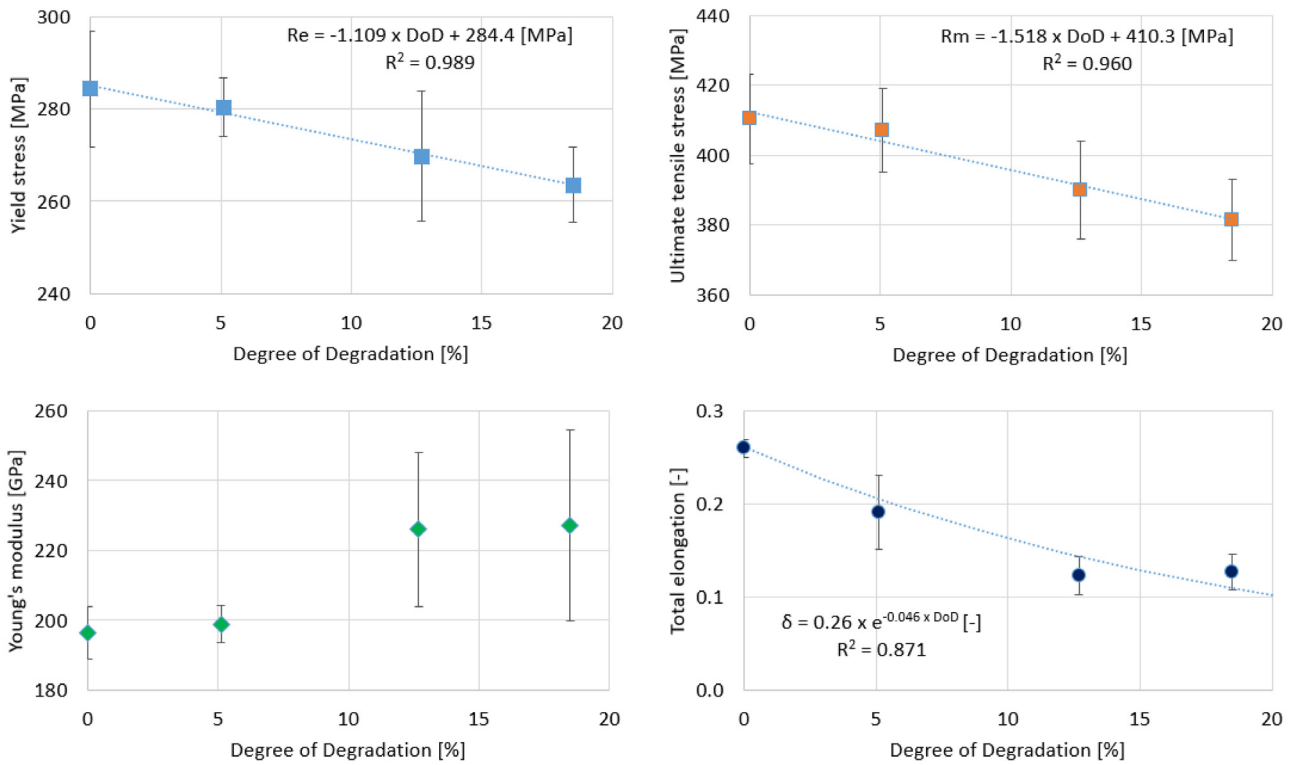 Re = -1.109 x DoD + 284.4 [MPa]
R² = 0.989
Yield stress [MPa]
300
280
260
240
0 5 10 15 20
Degree of Degradation [%]
Rm = -1.518 x DoD + 410.3 [MPa]
R² = 0.960
Ultimate tensile stress [MPa]
440
420
400
380
360
0 5 10 15 20
Degree of Degradation [%]
Young's modulus [GPa]
260
240
220
200
180
0 5 10 15 20
Degree of Degradation [%]
Total elongation [-]
0.3
0.2
0.1
0.0
δ = 0.26 x e^-0.046 x DoD [-]
R² = 0.871
0 5 10 15 20
Degree of Degradation [%]